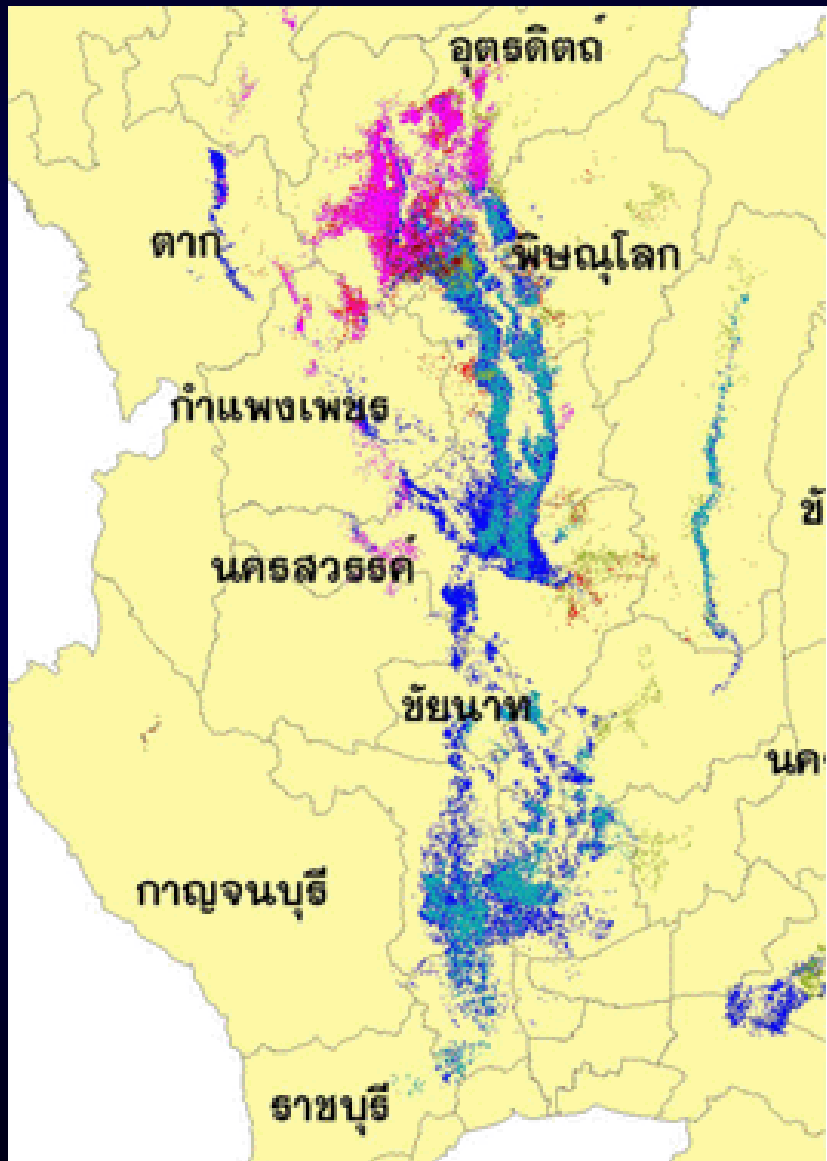 อุตรดิตถ์
ตาก
พิษณุโลก
กำแพงเพชร
นครสวรรค์
ชัยนาท
กาญจนบุรี
ราชบุรี